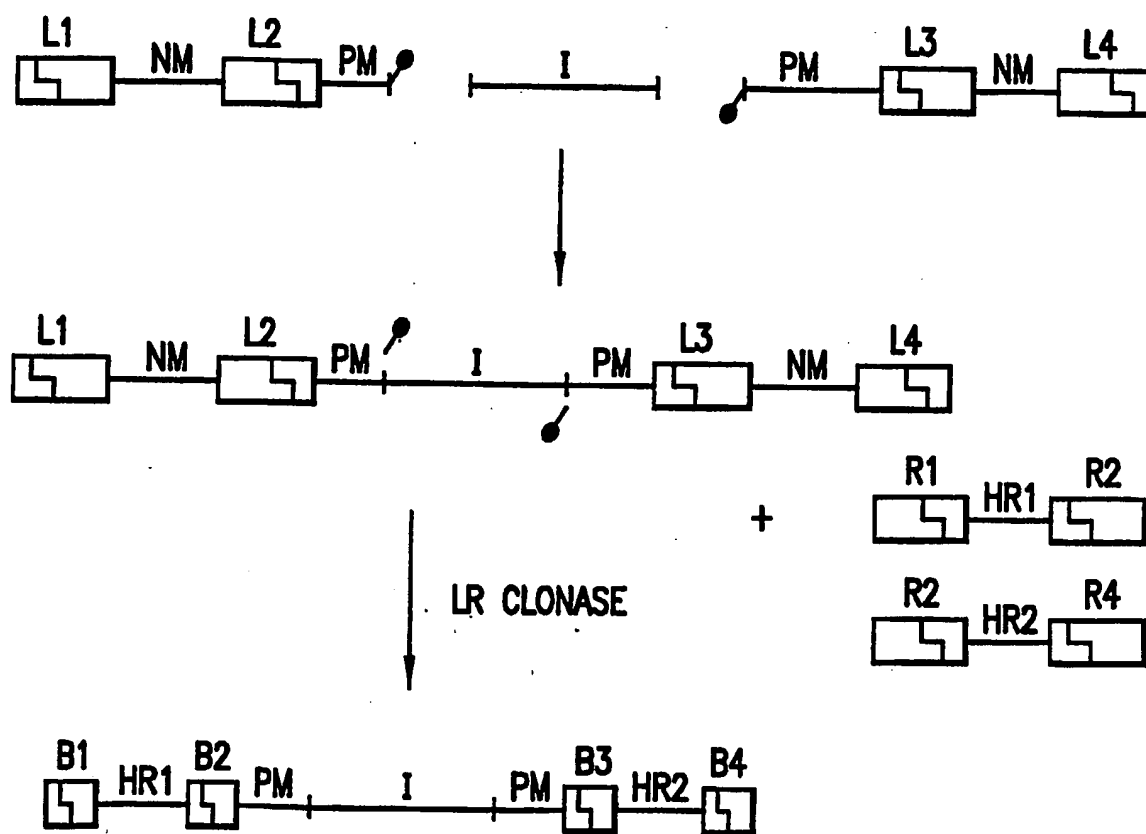 L1 NM L2 PM I PM L3 NM L4
L1 NM L2 PM I PM L3 NM L4
R1 HR1 R2
+
R2 HR2 R4
LR CLONASE
B1 HR1 B2 PM I PM B3 HR2 B4